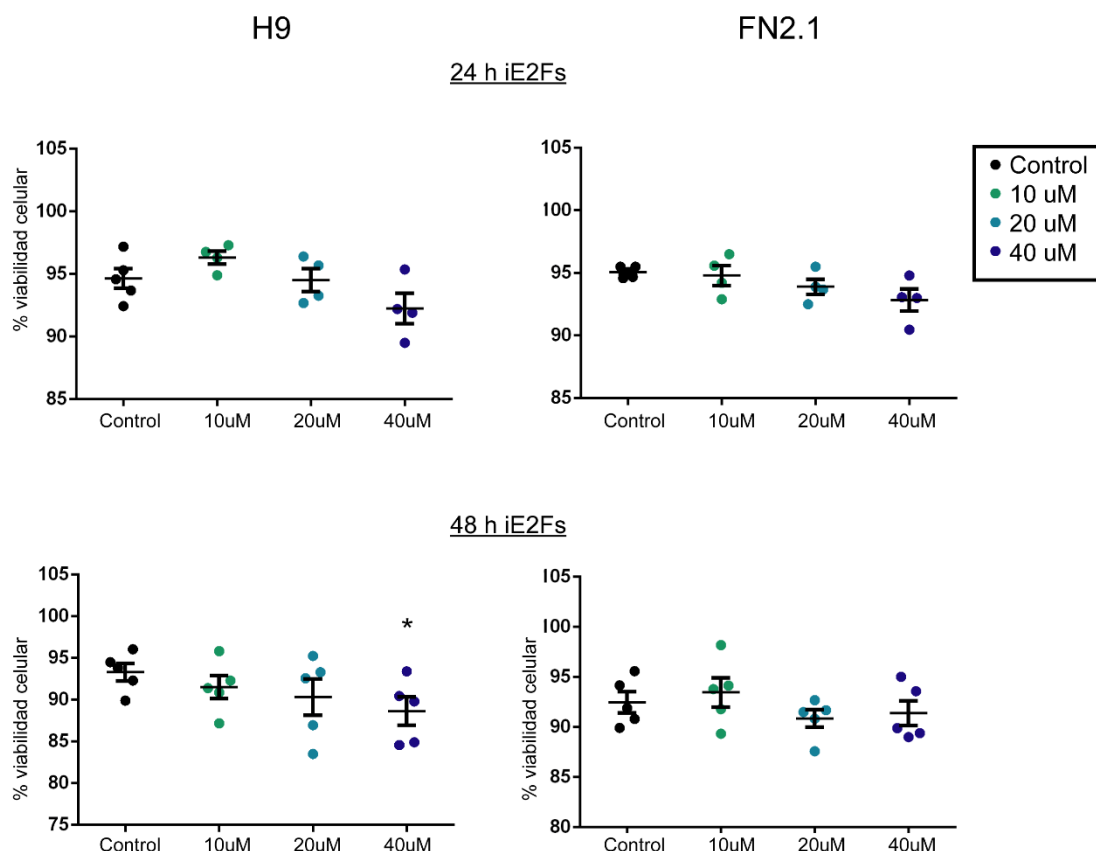 H9
FN2.1
24 h iE2Fs
% viabilidad celular
105
100
95
90
85
Control
10uM
20uM
40uM
% viabilidad celular
105
100
95
90
85
Control
10uM
20uM
40uM
Control
10 uM
20 uM
40 uM
48 h iE2Fs
% viabilidad celular
105
100
95
90
85
80
75
*
Control
10uM
20uM
40uM
% viabilidad celular
105
100
95
90
85
80
Control
10uM
20uM
40uM